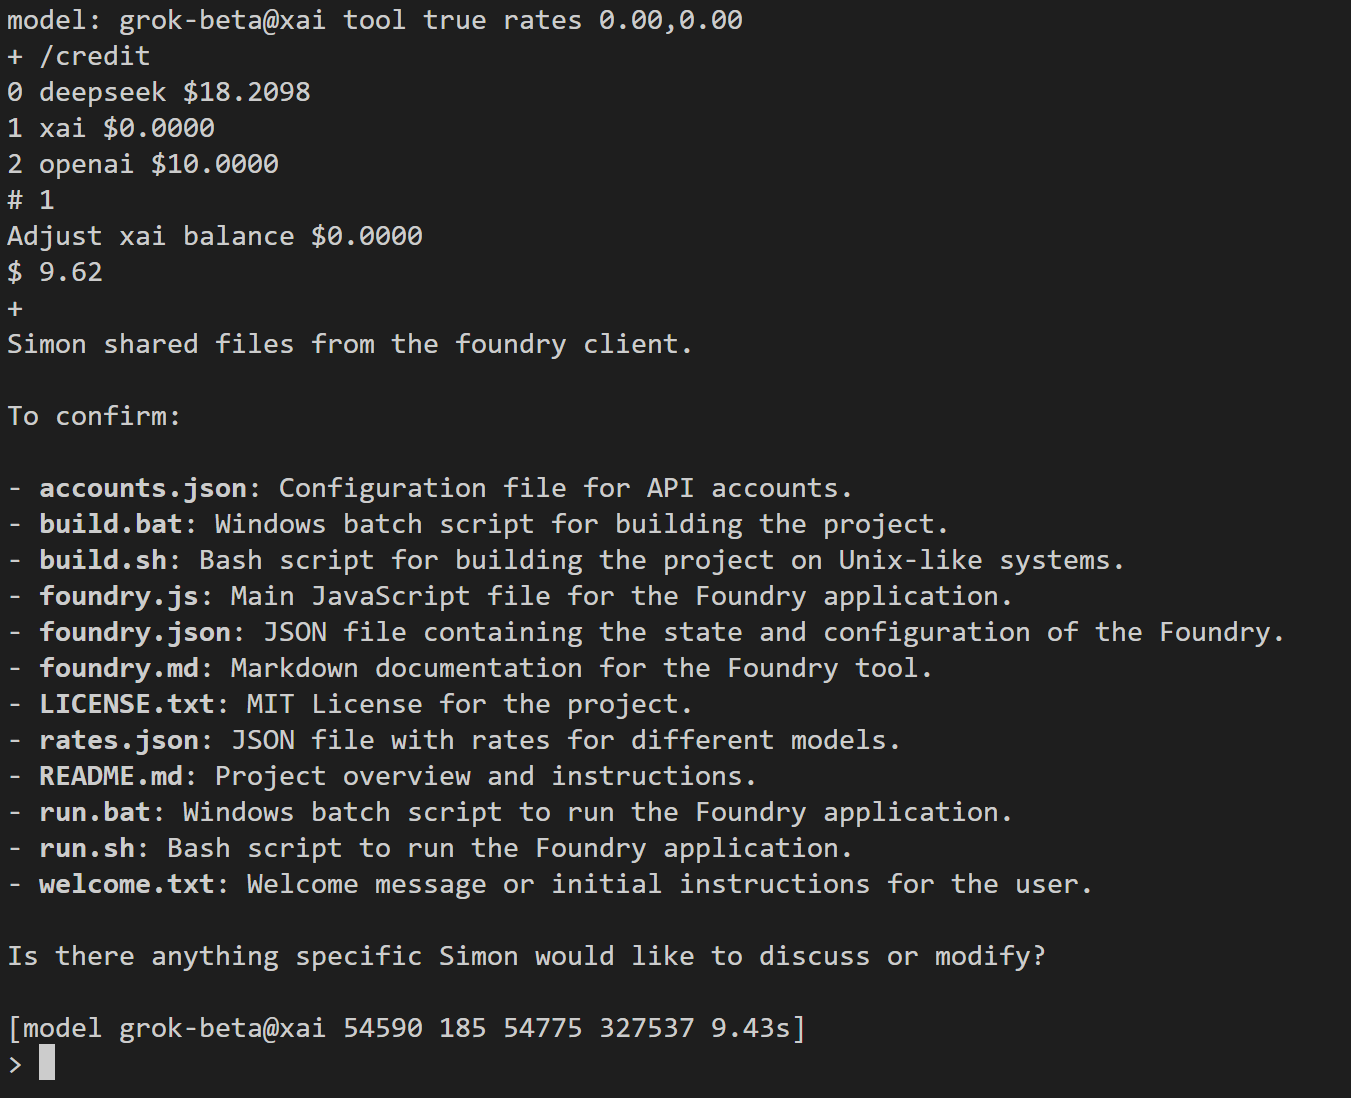 model: grok-beta@xai tool true rates 0.00,0.00
+ /credit
0 deepseek $18.2098
1 xai $0.0000
2 openai $10.0000
# 1
Adjust xai balance $0.0000
$ 9.62
+
Simon shared files from the foundry client.
To confirm:
- accounts.json: Configuration file for API accounts.
- build.bat: Windows batch script for building the project.
- build.sh: Bash script for building the project on Unix-like systems.
- foundry.js: Main JavaScript file for the Foundry application.
- foundry.json: JSON file containing the state and configuration of the Foundry.
- foundry.md: Markdown documentation for the Foundry tool.
- LICENSE.txt: MIT License for the project.
- rates.json: JSON file with rates for different models.
- README.md: Project overview and instructions.
- run.bat: Windows batch script to run the Foundry application.
- run.sh: Bash script to run the Foundry application.
- welcome.txt: Welcome message or initial instructions for the user.
Is there anything specific Simon would like to discuss or modify?
[model grok-beta@xai 54590 185 54775 327537 9.43s]
>